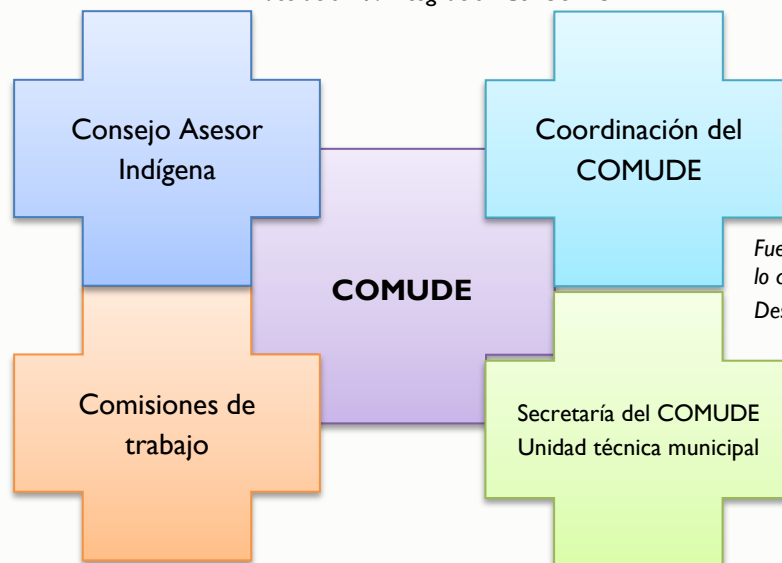 Consejo Asesor
Indígena
Coordinación del
COMUDE
COMUDE
Comisiones de
trabajo
Secretaría del COMUDE
Unidad técnica municipal